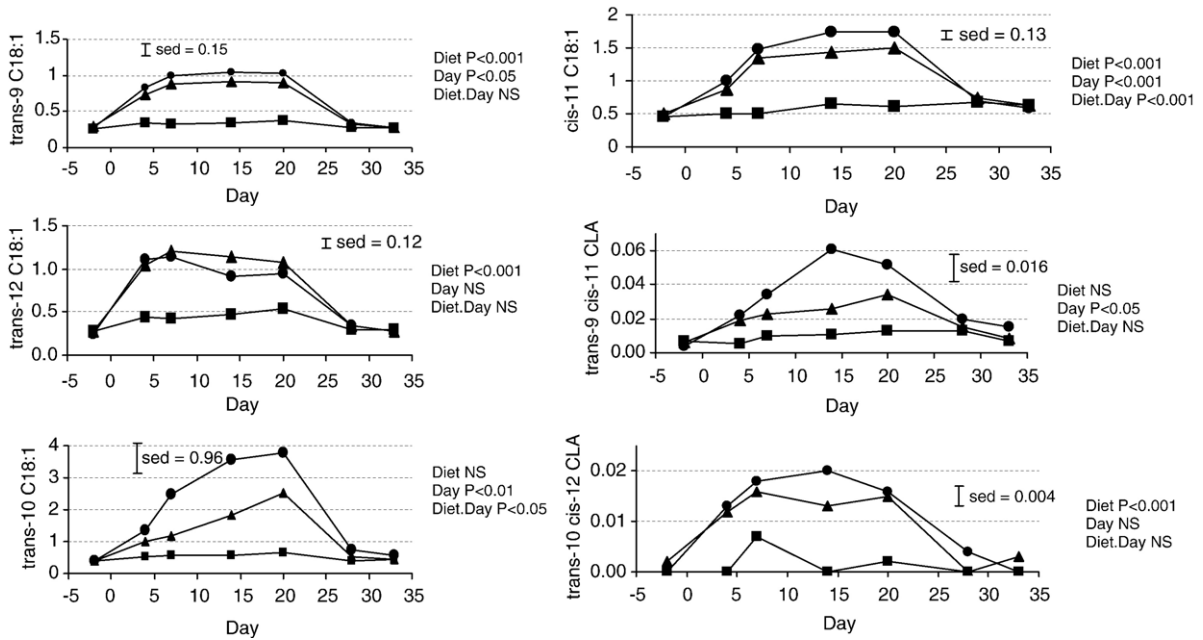 trans-9 C18:1
1.5
1
0.5
0
sed = 0.15
Diet P<0.001
Day P<0.05
Diet.Day NS
-5 0 5 10 15 20 25 30 35
Day
cis-11 C18:1
2
1.5
1
0.5
0
sed = 0.13
Diet P<0.001
Day P<0.001
Diet.Day P<0.001
-5 0 5 10 15 20 25 30 35
Day
trans-12 C18:1
1.5
1.0
0.5
0.0
sed = 0.12
Diet P<0.001
Day NS
Diet.Day NS
-5 0 5 10 15 20 25 30 35
Day
trans-9 cis-11 CLA
0.06
0.04
0.02
0.00
sed = 0.016
Diet NS
Day P<0.05
Diet.Day NS
-5 0 5 10 15 20 25 30 35
Day
trans-10 C18:1
4
3
2
1
0
sed = 0.96
Diet NS
Day P<0.01
Diet.Day P<0.05
-5 0 5 10 15 20 25 30 35
Day
trans-10 cis-12 CLA
0.02
0.01
0.00
sed = 0.004
Diet P<0.001
Day NS
Diet.Day NS
-5 0 5 10 15 20 25 30 35
Day